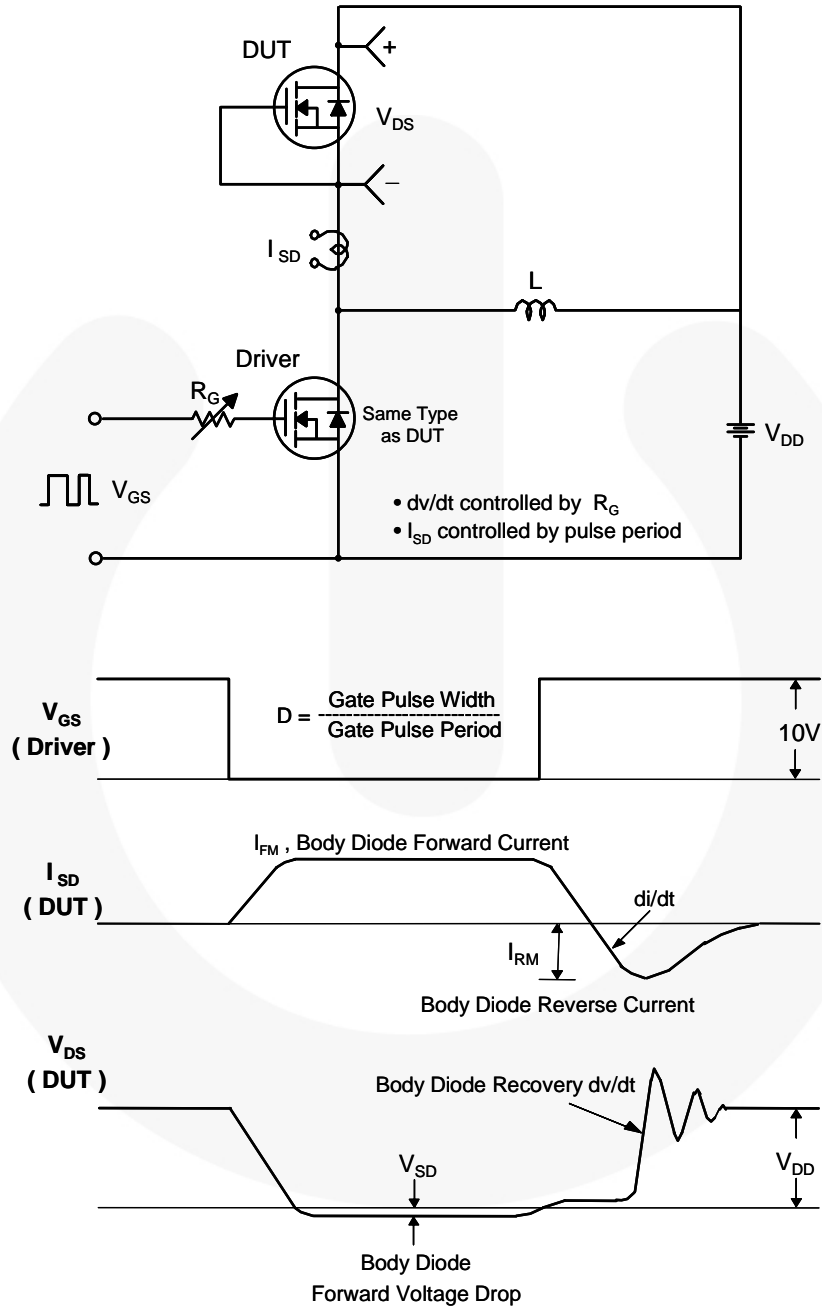 DUT
+
V_DS
−
I_SD
L
Driver
R_G
Same Type
as DUT
V_DD
V_GS
• dv/dt controlled by R_G
• I_SD controlled by pulse period
V_GS
( Driver )
D = Gate Pulse Width
Gate Pulse Period
10V
I_FM , Body Diode Forward Current
I_SD
( DUT )
di/dt
I_RM
Body Diode Reverse Current
V_DS
( DUT )
Body Diode Recovery dv/dt
V_SD
V_DD
Body Diode
Forward Voltage Drop